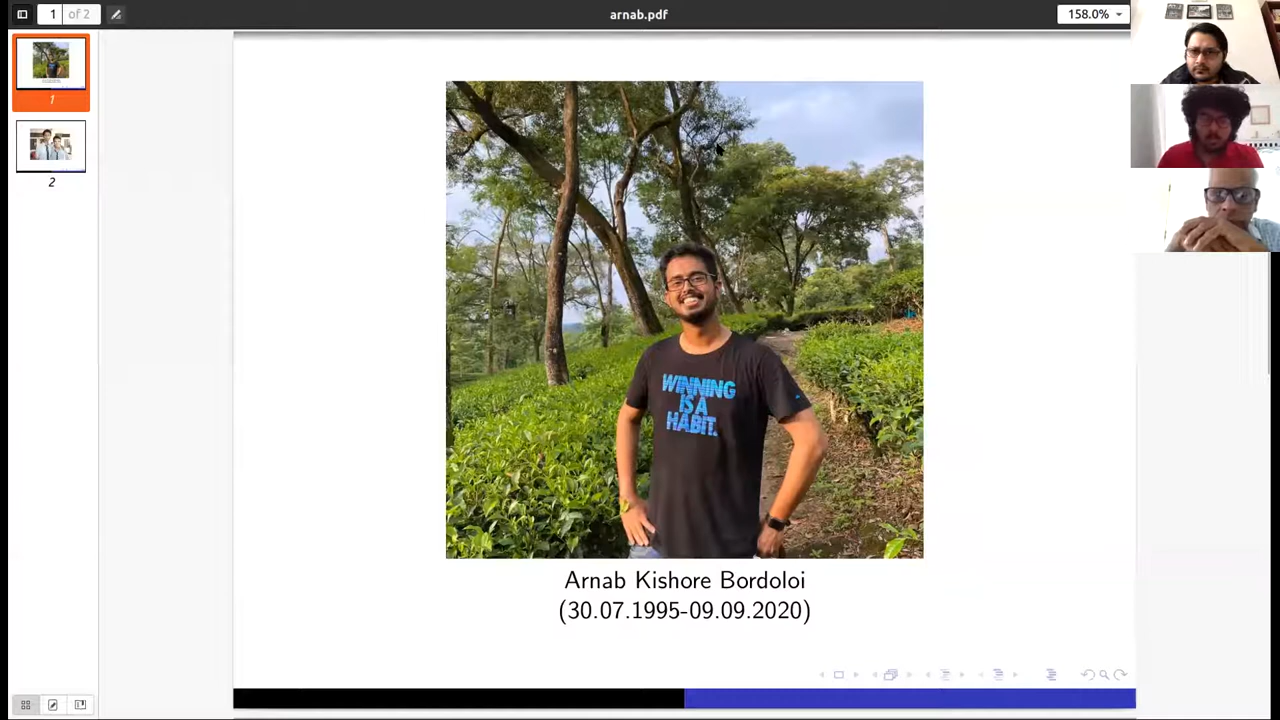 1 of 2
arnab.pdf
158.0%
1
2
WINNING
IS A
HABIT.
Arnab Kishore Bordoloi
(30.07.1995-09.09.2020)